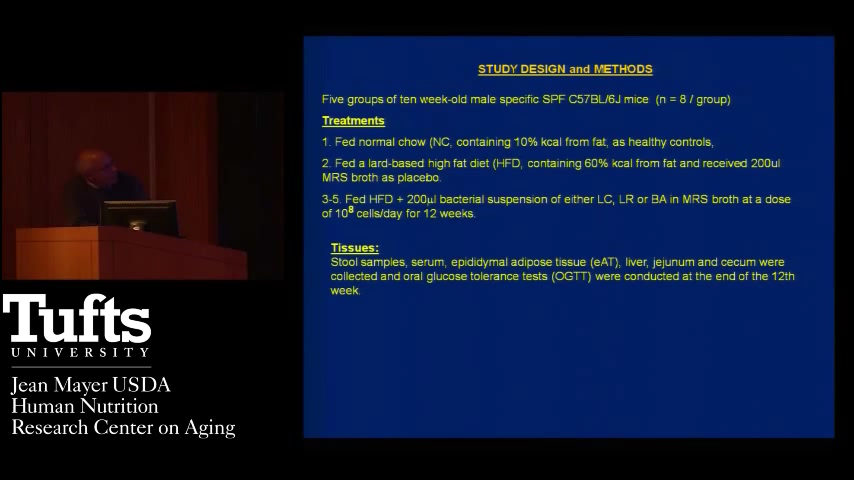 STUDY DESIGN and METHODS
Five groups of ten week-old male specific SPF C57BL/6J mice (n = 8 / group)
Treatments
1. Fed normal chow (NC, containing 10% kcal from fat, as healthy controls,
2. Fed a lard-based high fat diet (HFD, containing 60% kcal from fat and received 200ul
MRS broth as placebo.
3-5. Fed HFD + 200µl bacterial suspension of either LC, LR or BA in MRS broth at a dose
of 10⁸ cells/day for 12 weeks.
Tissues:
Stool samples, serum, epididymal adipose tissue (eAT), liver, jejunum and cecum were
collected and oral glucose tolerance tests (OGTT) were conducted at the end of the 12th
week.
Tufts
UNIVERSITY
Jean Mayer USDA
Human Nutrition
Research Center on Aging